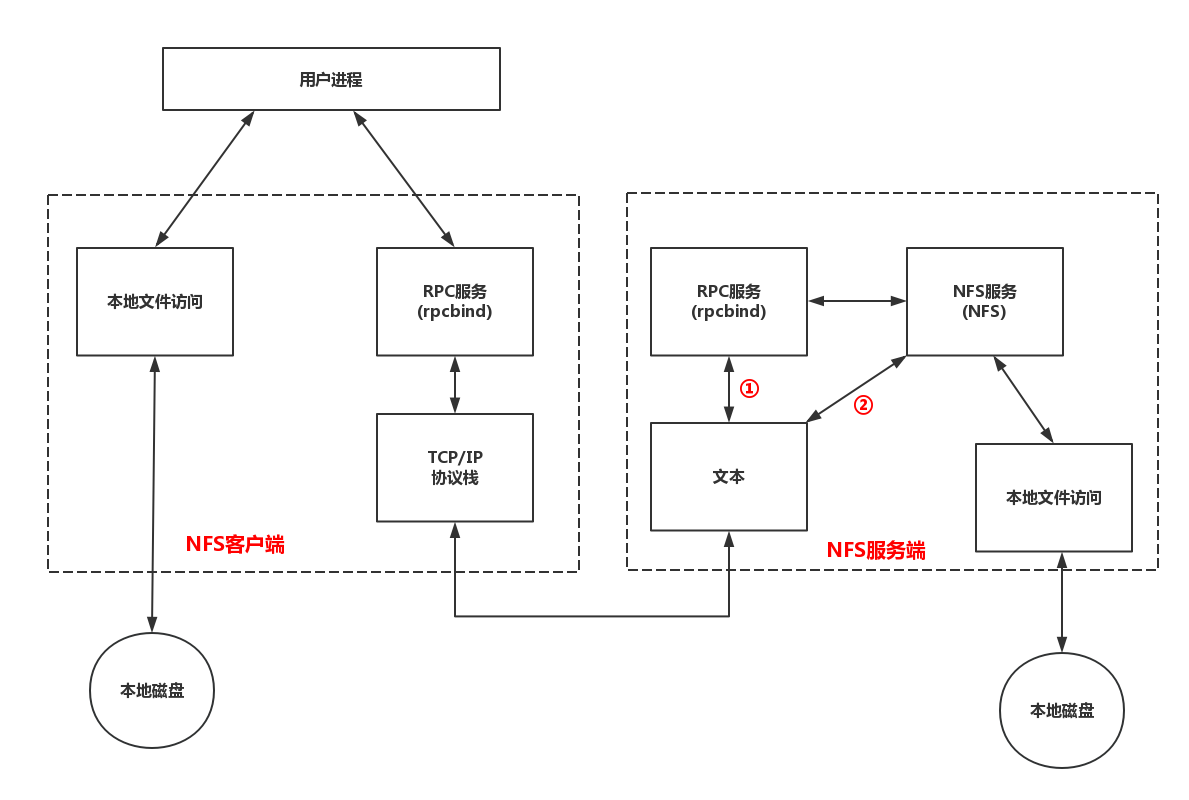 用户进程
本地文件访问
RPC服务
(rpcbind)
TCP/IP
协议栈
NFS客户端
本地磁盘
RPC服务
(rpcbind)
NFS服务
(NFS)
①
②
文本
本地文件访问
NFS服务端
本地磁盘